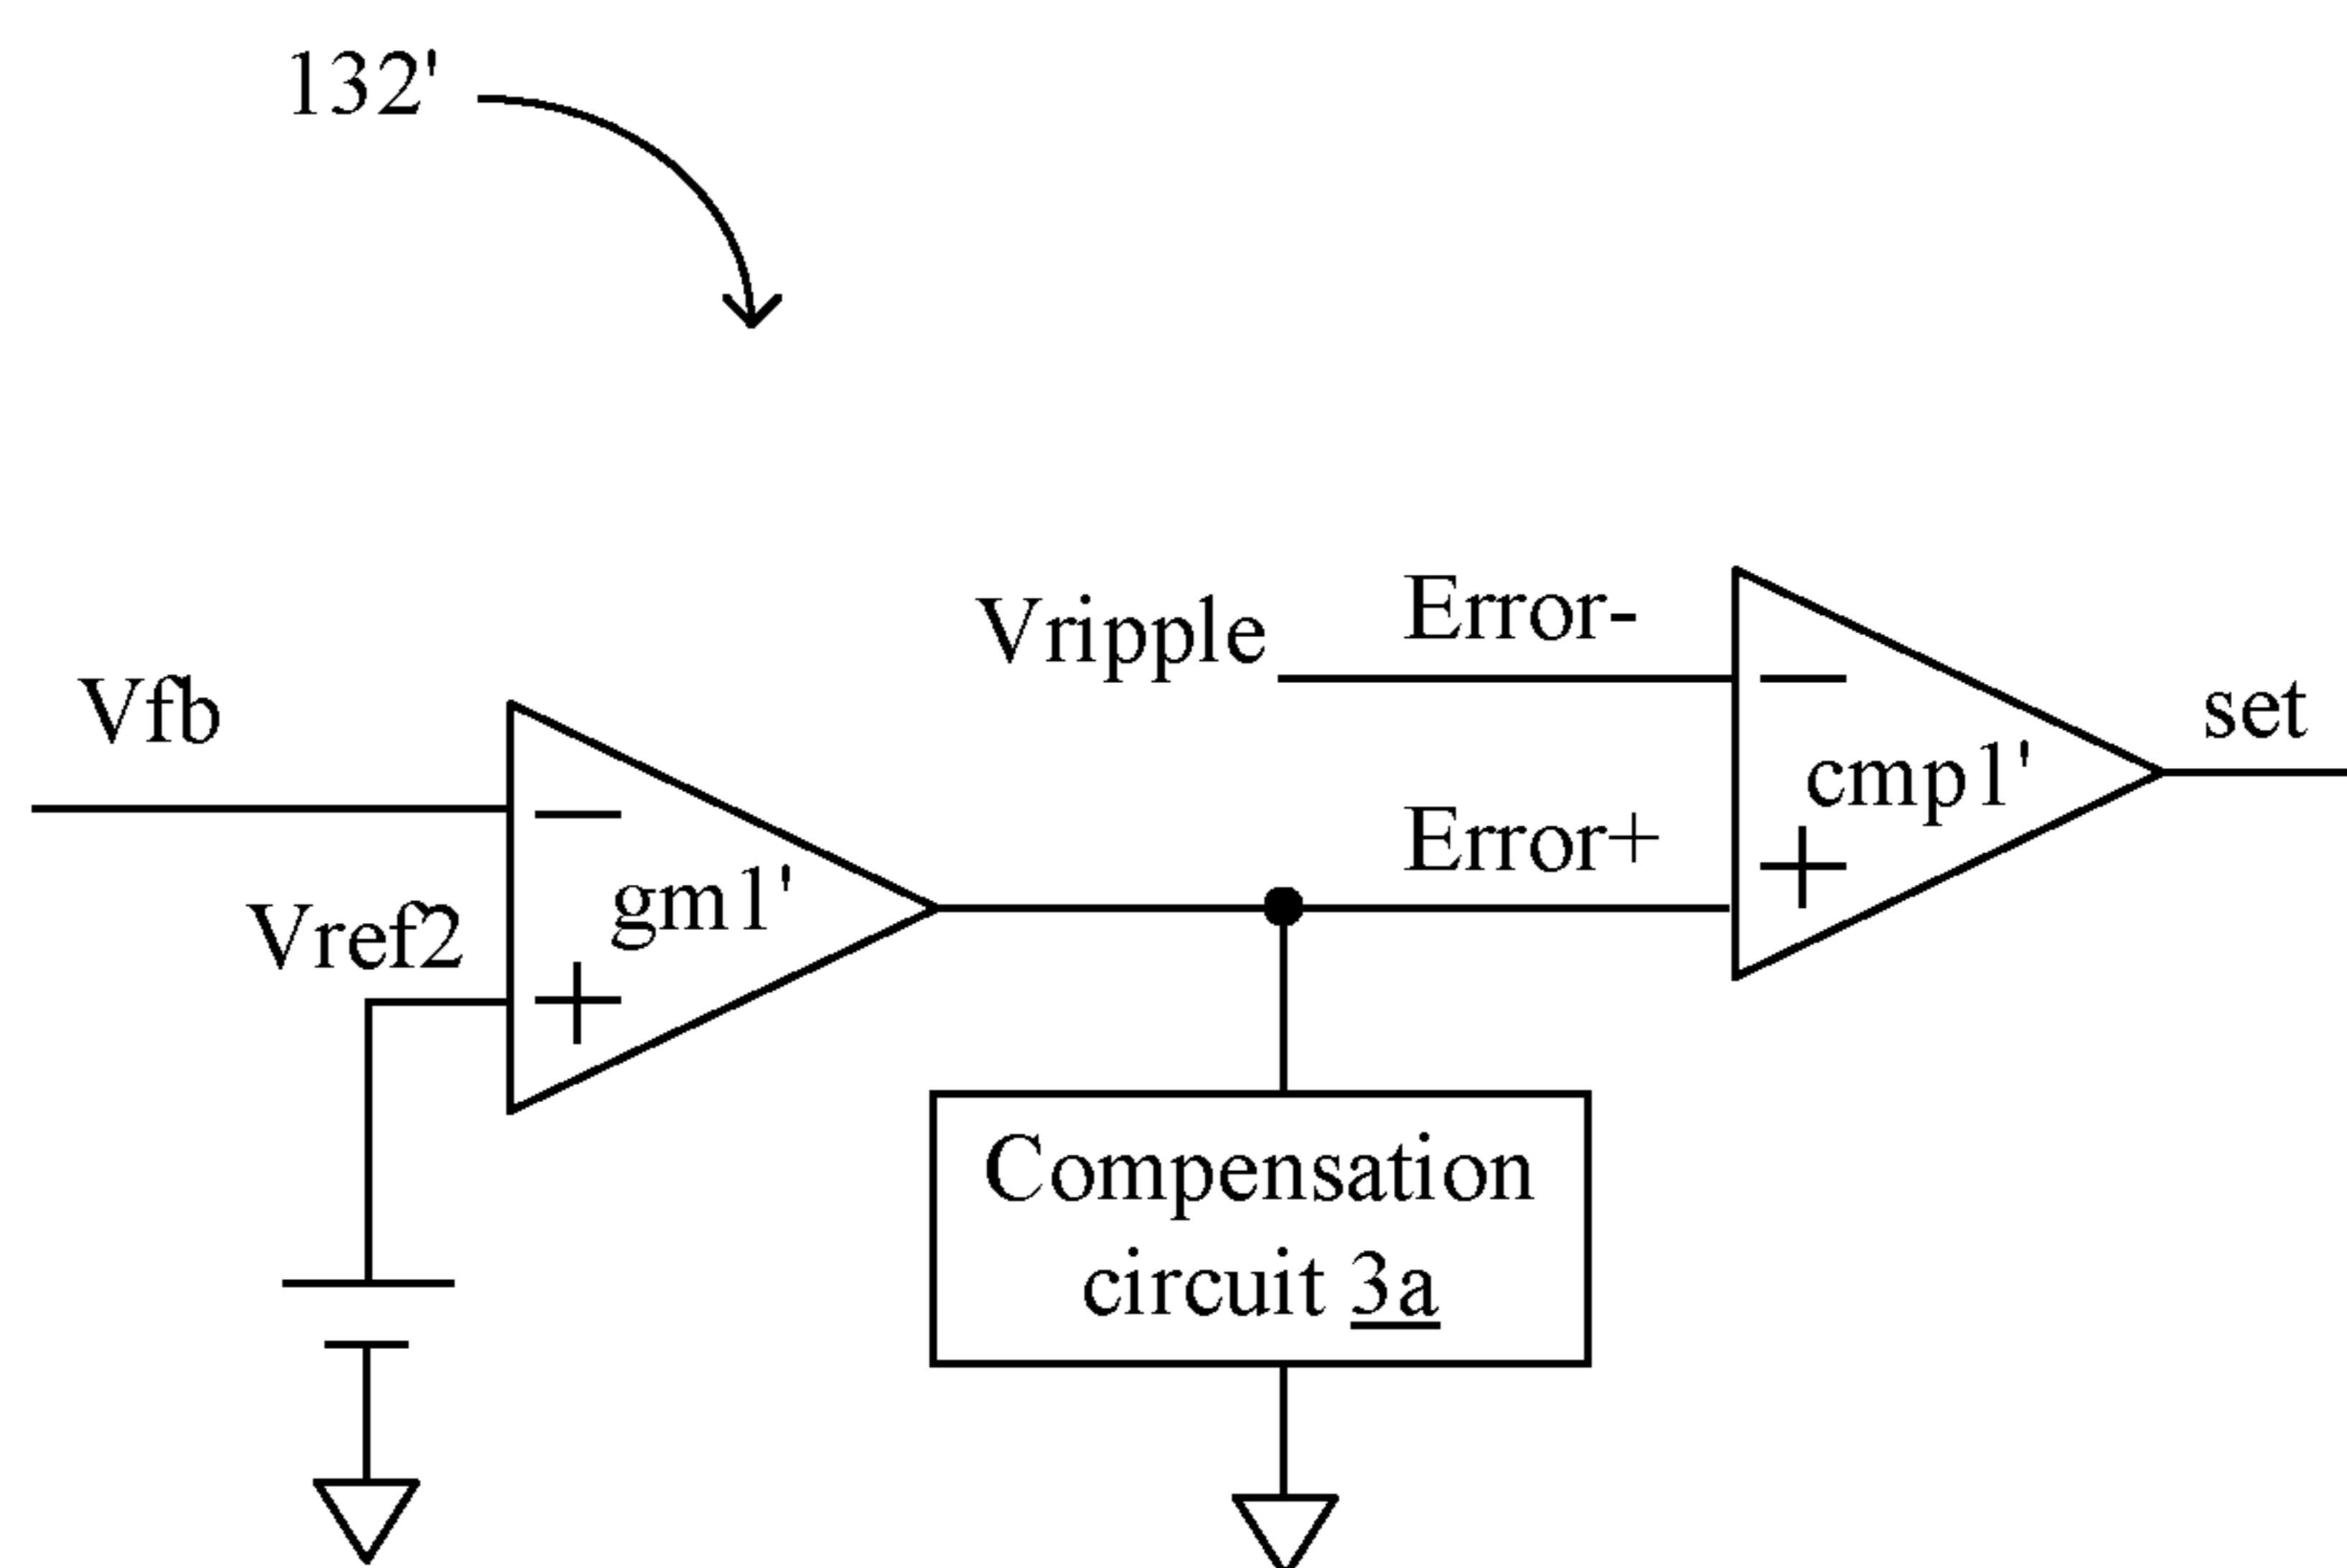 132'
Vripple
Error-
Vfb
set
cmp1'
Error+
gm1'
Vref2
Compensation
circuit 3a